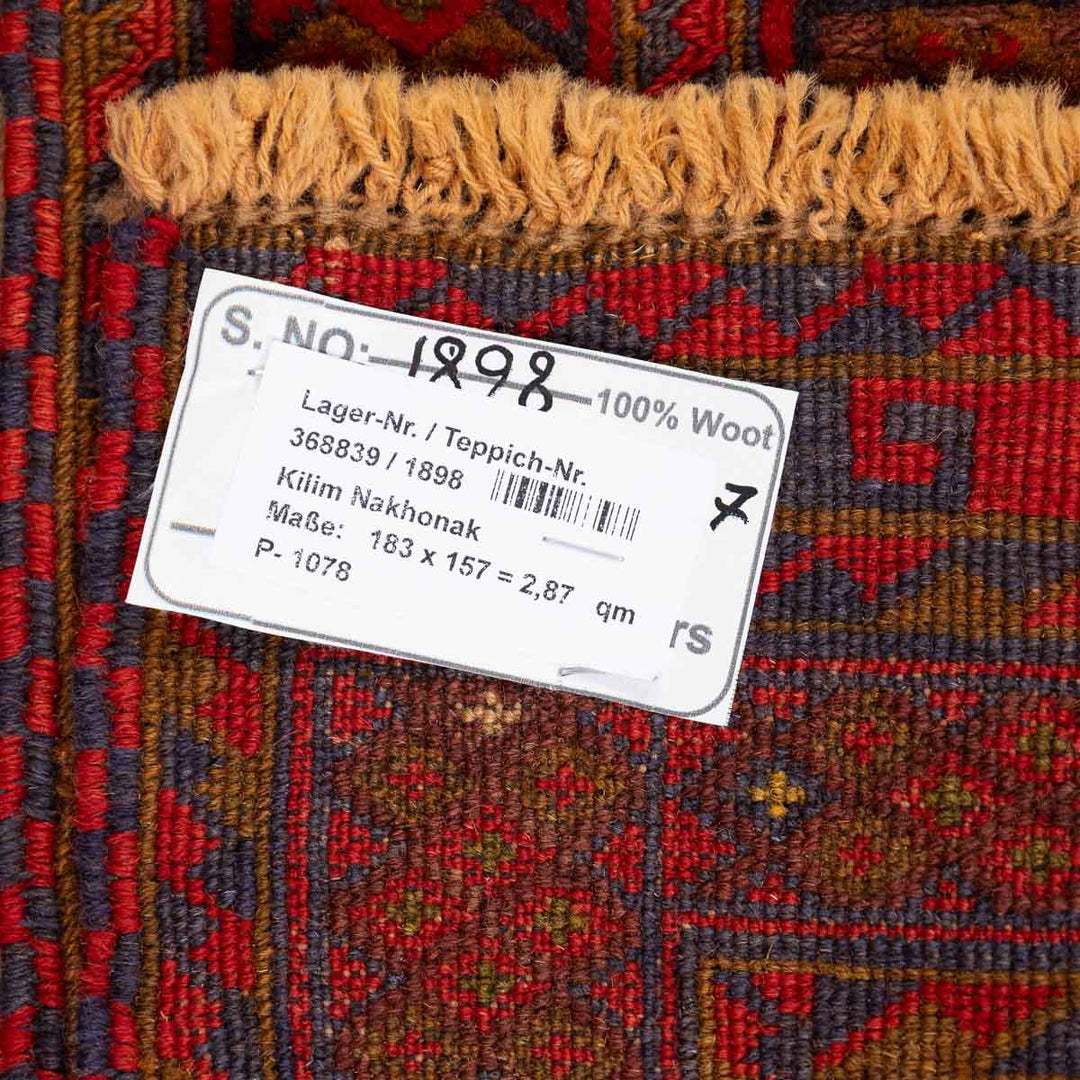 S. NO: 1898 100% Woot
Lager-Nr. / Teppich-Nr.
368839 / 1898
Kilim Nakhonak
Maße: 183 x 157 = 2,87 qm
P- 1078
7
rs